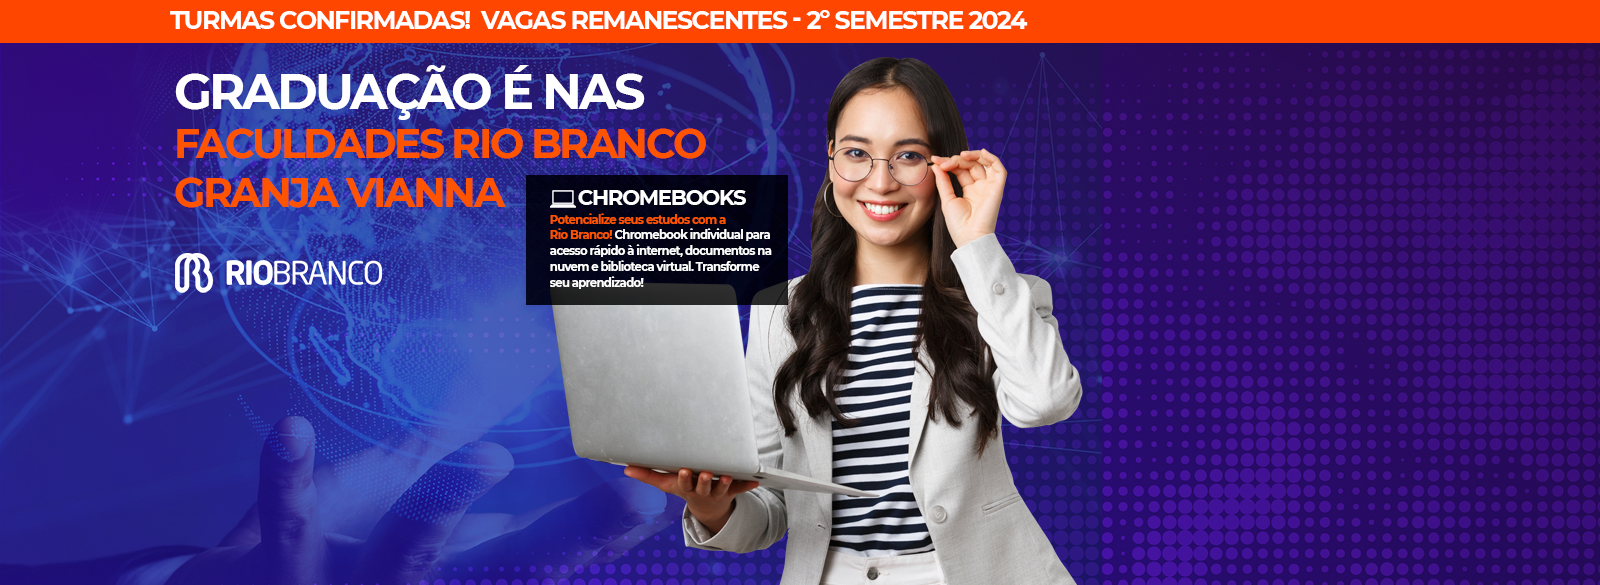 TURMAS CONFIRMADAS! VAGAS REMANESCENTES - 2º SEMESTRE 2024
GRADUAÇÃO É NAS
FACULDADES RIO BRANCO
GRANJA VIANNA
CHROMEBOOKS
Potencialize seus estudos com a
Rio Branco! Chromebook individual para
acesso rápido à internet, documentos na
nuvem e biblioteca virtual. Transforme
seu aprendizado!
RIOBRANCO